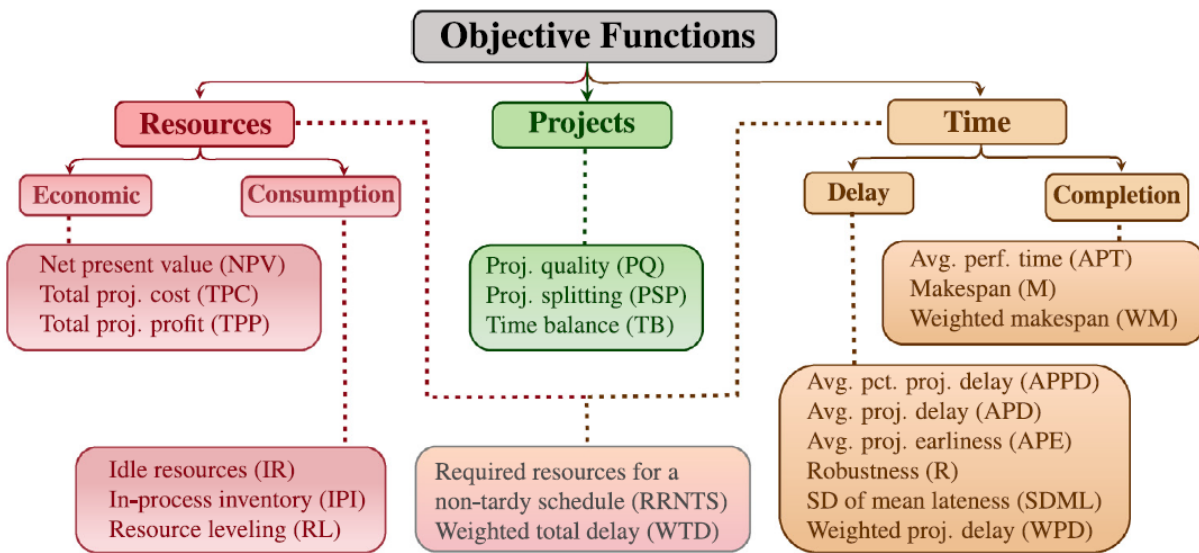 Objective Functions
Resources
Projects
Time
Economic
Consumption
Delay
Completion
Net present value (NPV)
Total proj. cost (TPC)
Total proj. profit (TPP)
Proj. quality (PQ)
Proj. splitting (PSP)
Time balance (TB)
Avg. perf. time (APT)
Makespan (M)
Weighted makespan (WM)
Idle resources (IR)
In-process inventory (IPI)
Resource leveling (RL)
Required resources for a
non-tardy schedule (RRNTS)
Weighted total delay (WTD)
Avg. pct. proj. delay (APPD)
Avg. proj. delay (APD)
Avg. proj. earliness (APE)
Robustness (R)
SD of mean lateness (SDML)
Weighted proj. delay (WPD)